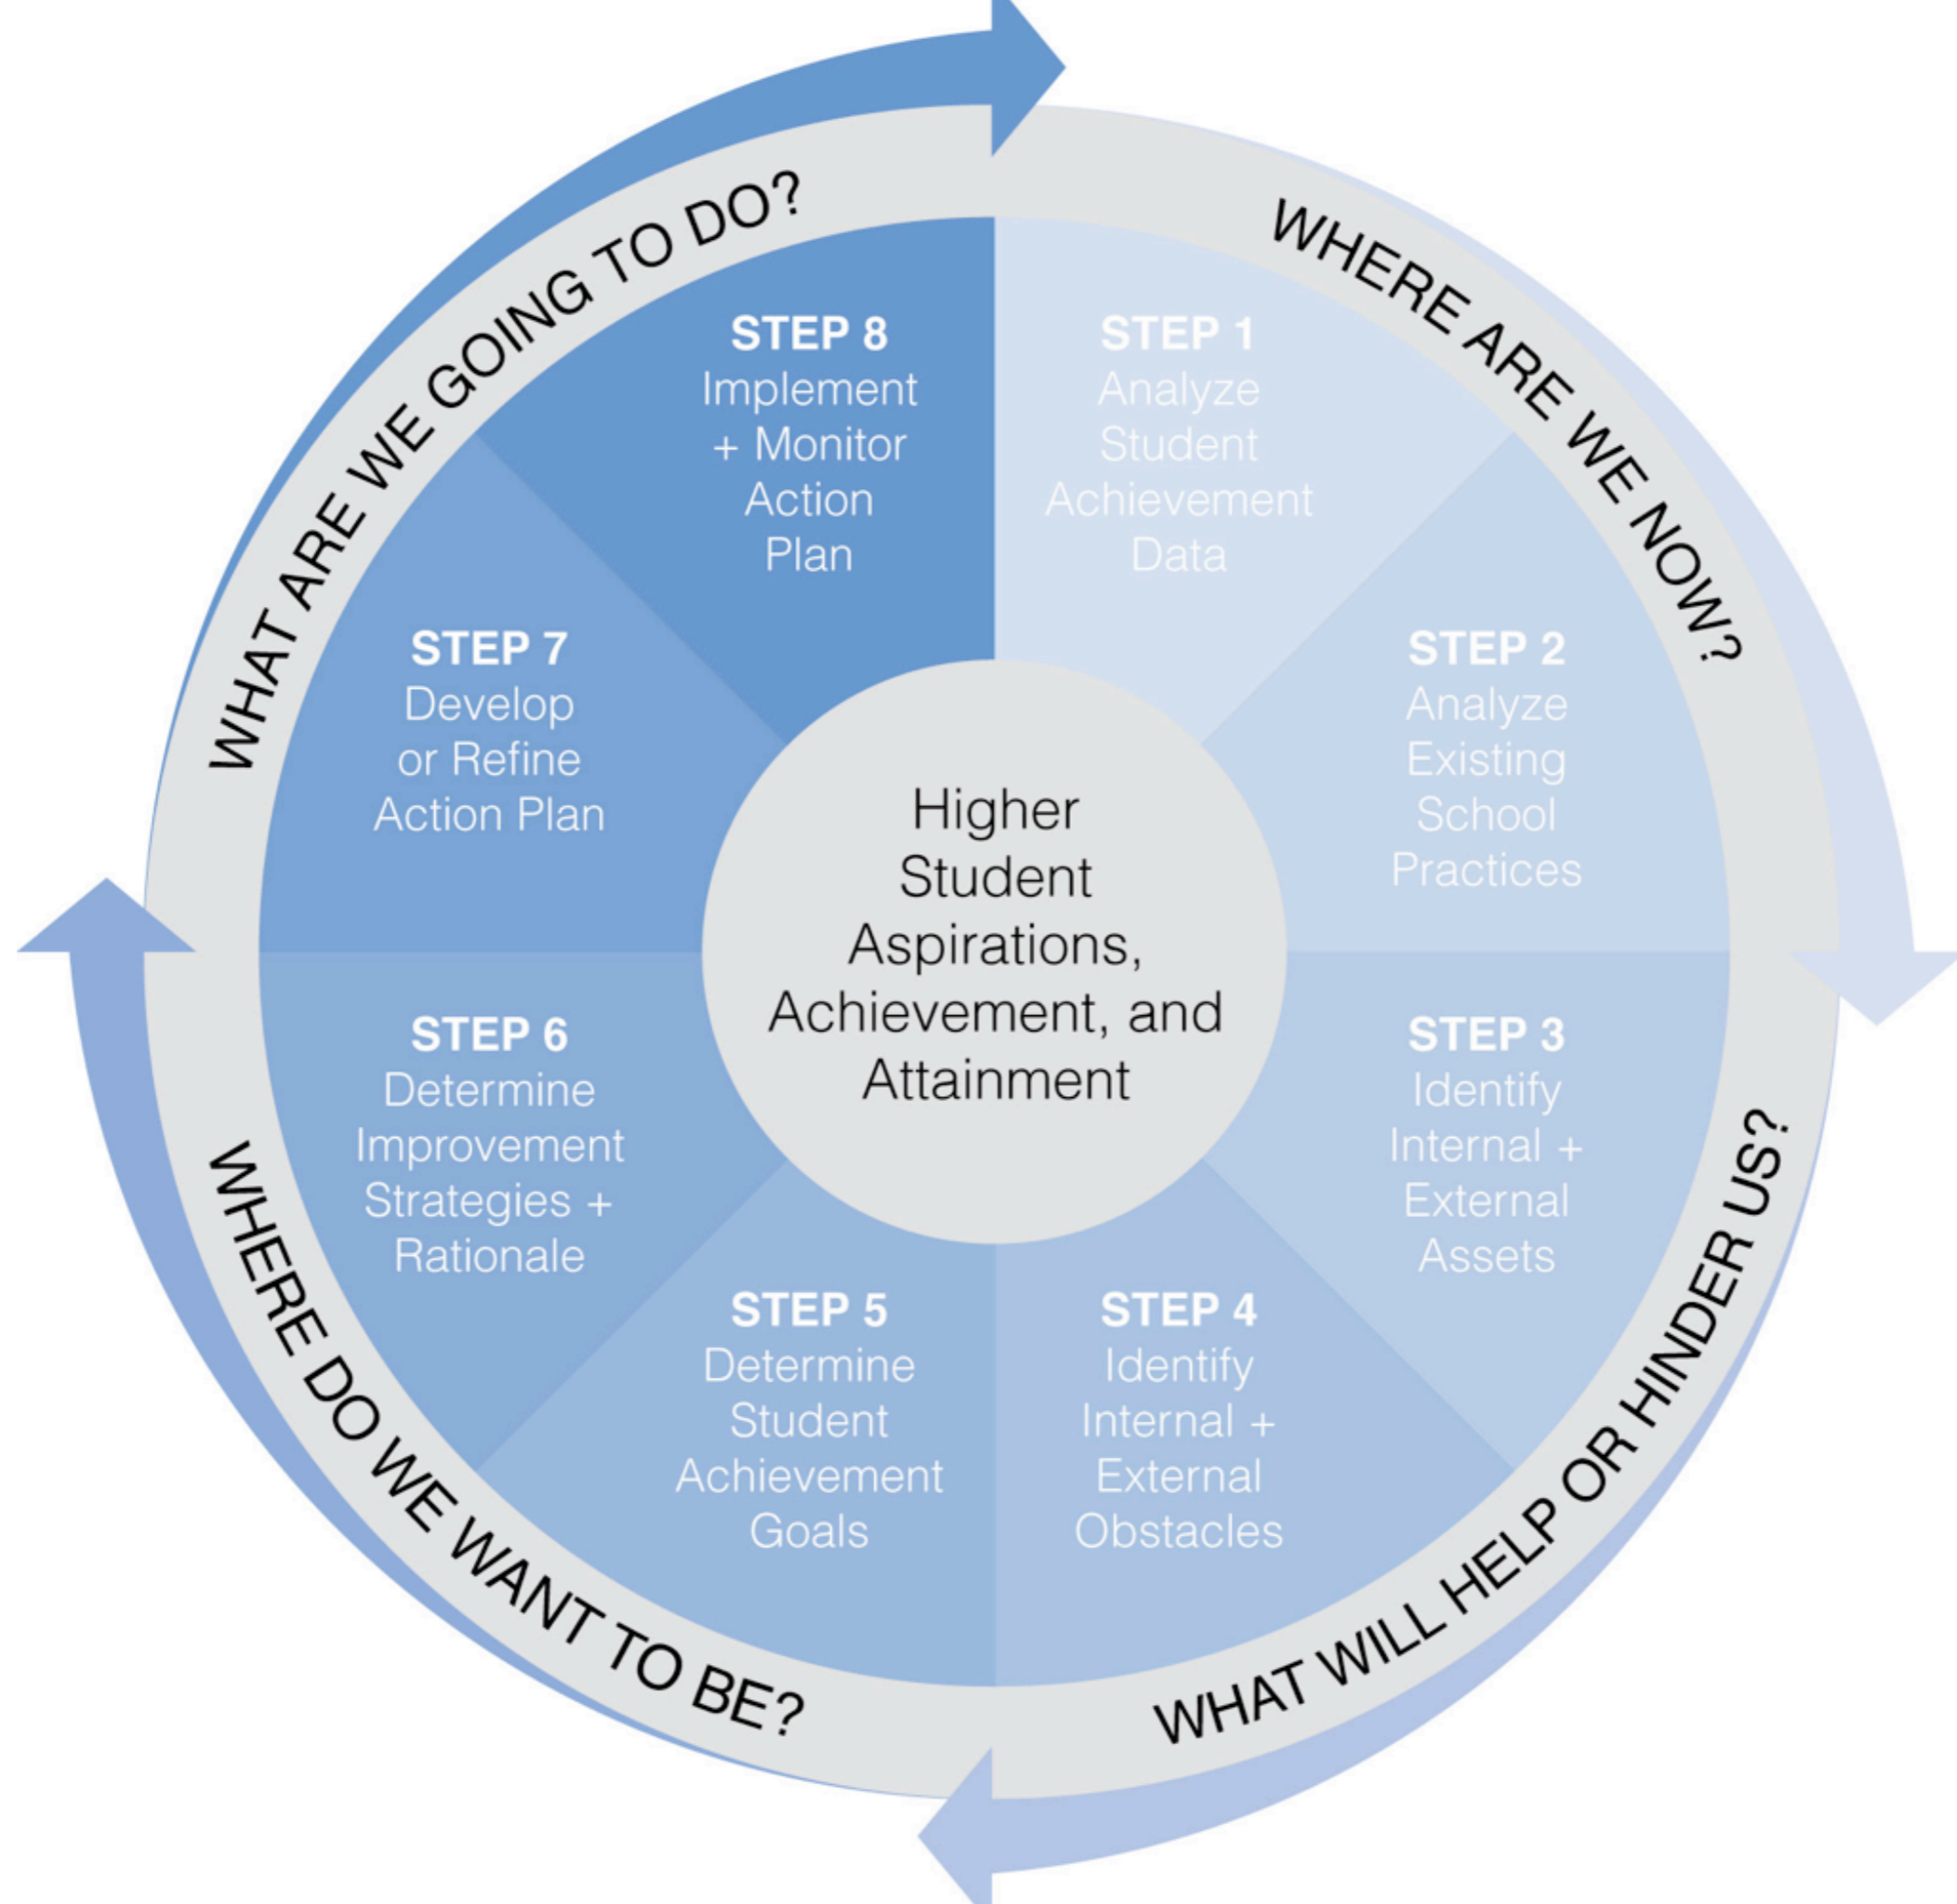 WHERE ARE WE NOW?
STEP 1
Analyze
Student
Achievement
Data
STEP 2
Analyze
Existing
School
Practices
WHAT WILL HELP OR HINDER US?
STEP 3
Identify
Internal +
External
Assets
STEP 4
Identify
Internal +
External
Obstacles
WHERE DO WE WANT TO BE?
STEP 5
Determine
Student
Achievement
Goals
STEP 6
Determine
Improvement
Strategies +
Rationale
WHAT ARE WE GOING TO DO?
STEP 7
Develop
or Refine
Action Plan
STEP 8
Implement
+ Monitor
Action
Plan
Higher
Student
Aspirations,
Achievement, and
Attainment